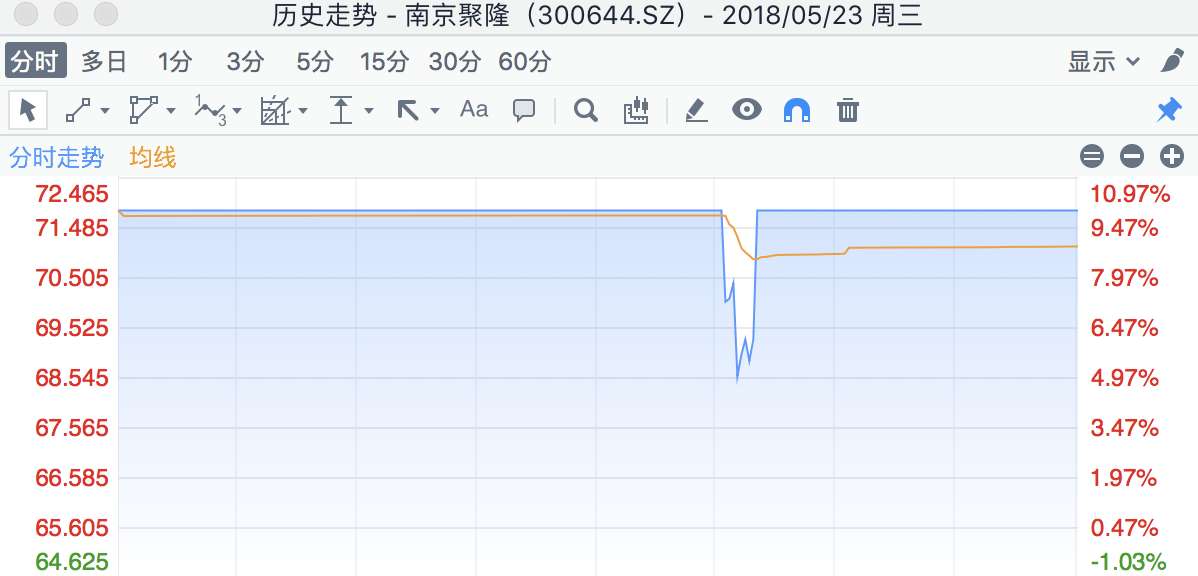 历史走势 - 南京聚隆（300644.SZ）- 2018/05/23 周三
分时 多日 1分 3分 5分 15分 30分 60分 显示
1 3 Aa
分时走势 均线
72.465 10.97%
71.485 9.47%
70.505 7.97%
69.525 6.47%
68.545 4.97%
67.565 3.47%
66.585 1.97%
65.605 0.47%
64.625 -1.03%